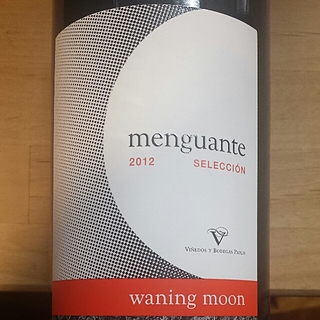 menguante
2012 SELECCIÓN
V
VIÑEDOS Y BODEGAS PABLO
waning moon